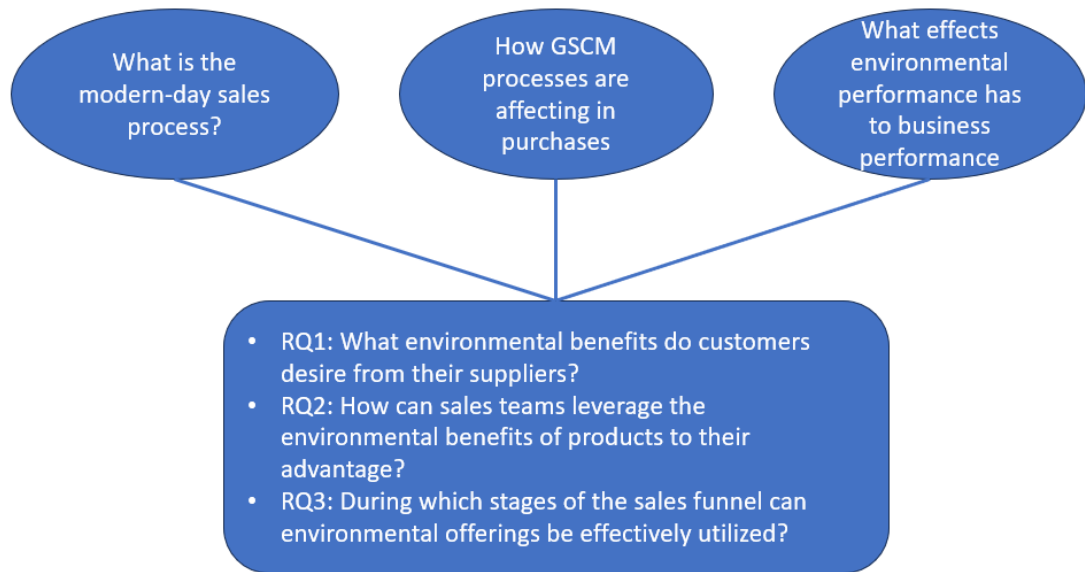 What is the
modern-day sales
process?
How GSCM
processes are
affecting in
purchases
What effects
environmental
performance has
to business
performance
• RQ1: What environmental benefits do customers
desire from their suppliers?
• RQ2: How can sales teams leverage the
environmental benefits of products to their
advantage?
• RQ3: During which stages of the sales funnel can
environmental offerings be effectively utilized?